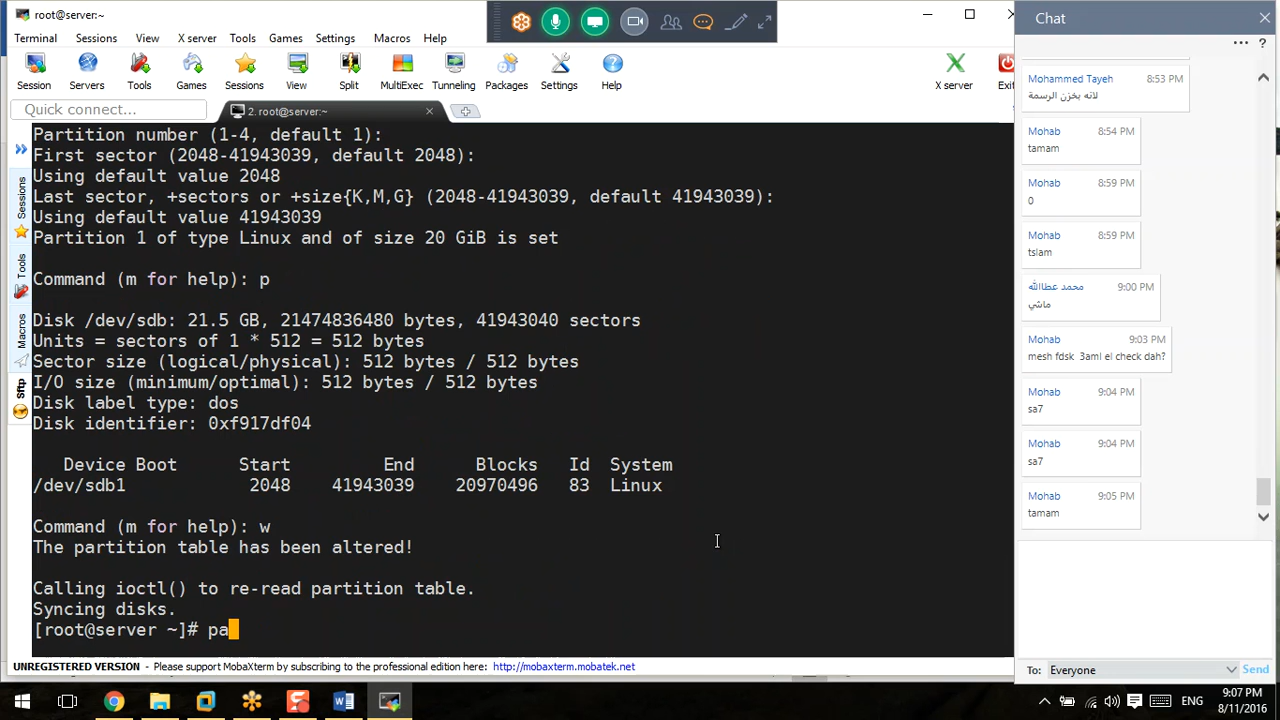 root@server:~
Terminal Sessions View X server Tools Games Settings Macros Help
Session Servers Tools Games Sessions View Split MultiExec Tunneling Packages Settings Help X server Exit
Quick connect...
2. root@server:~
Sessions
Tools
Macros
Sftp
Partition number (1-4, default 1):
First sector (2048-41943039, default 2048):
Using default value 2048
Last sector, +sectors or +size{K,M,G} (2048-41943039, default 41943039):
Using default value 41943039
Partition 1 of type Linux and of size 20 GiB is set
Command (m for help): p
Disk /dev/sdb: 21.5 GB, 21474836480 bytes, 41943040 sectors
Units = sectors of 1 * 512 = 512 bytes
Sector size (logical/physical): 512 bytes / 512 bytes
I/O size (minimum/optimal): 512 bytes / 512 bytes
Disk label type: dos
Disk identifier: 0xf917df04
Device Boot Start End Blocks Id System
/dev/sdb1 2048 41943039 20970496 83 Linux
Command (m for help): w
The partition table has been altered!
Calling ioctl() to re-read partition table.
Syncing disks.
[root@server ~]# pa
UNREGISTERED VERSION - Please support MobaXterm by subscribing to the professional edition here: http://mobaxterm.mobatek.net
Chat
Mohammed Tayeh 8:53 PM
لانه بخزن الرسمة
Mohab 8:54 PM
tamam
Mohab 8:59 PM
0
Mohab 8:59 PM
tslam
محمد عطاالله 9:00 PM
ماشي
Mohab 9:03 PM
mesh fdsk 3aml el check dah?
Mohab 9:04 PM
sa7
Mohab 9:04 PM
sa7
Mohab 9:05 PM
tamam
To: Everyone Send
ENG
9:07 PM
8/11/2016